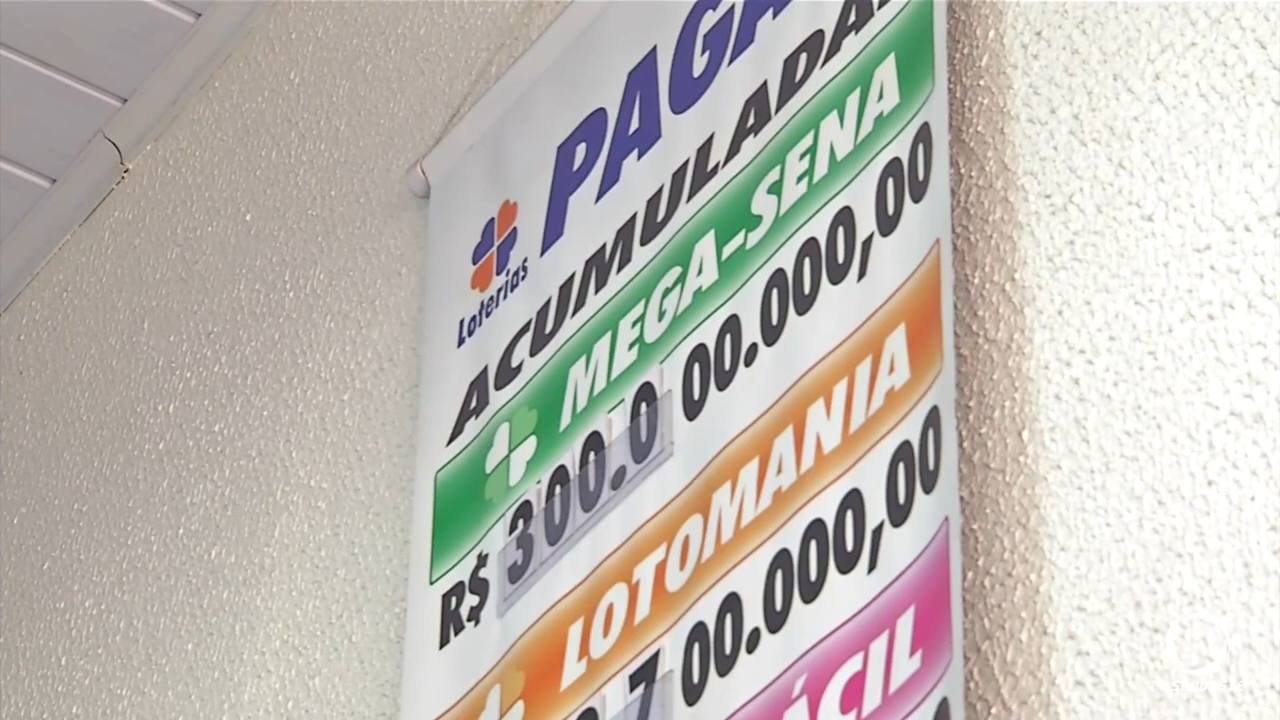 PAGA
Loterias
ACUMULADA
MEGA-SENA
R$ 300.000.000,00
LOTOMANIA
7 00.000,00
ÁCIL